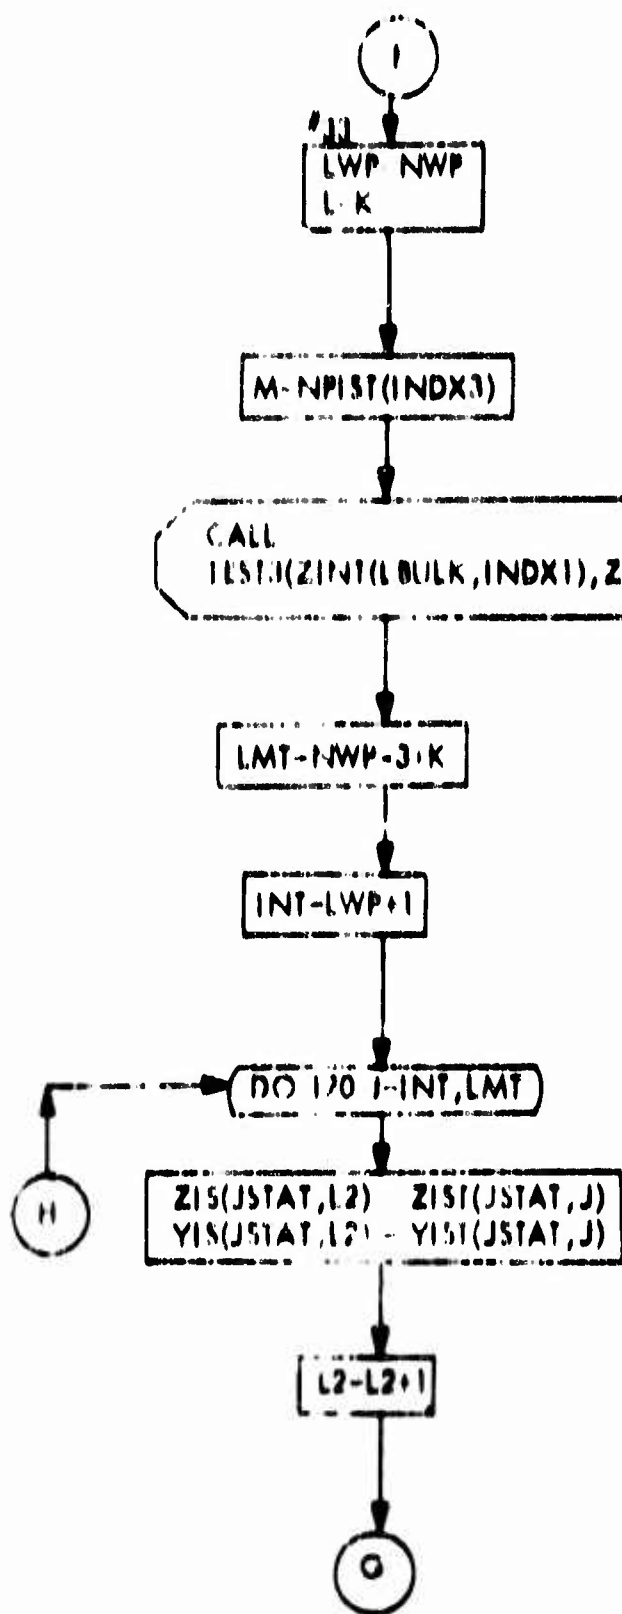 LWP NWP
L-K
M-NPIST(INDX3)
CALL
TEST3(ZINT(LBULK,INDX1),Z
LMT-NWP-3+K
INT-LWP+1
DO 120 J-INT,LMT
H
ZIS(JSTAT,L2) ZIST(JSTAT,J)
YIS(JSTAT,L2) - YIST(JSTAT,J)
L2-L2+1